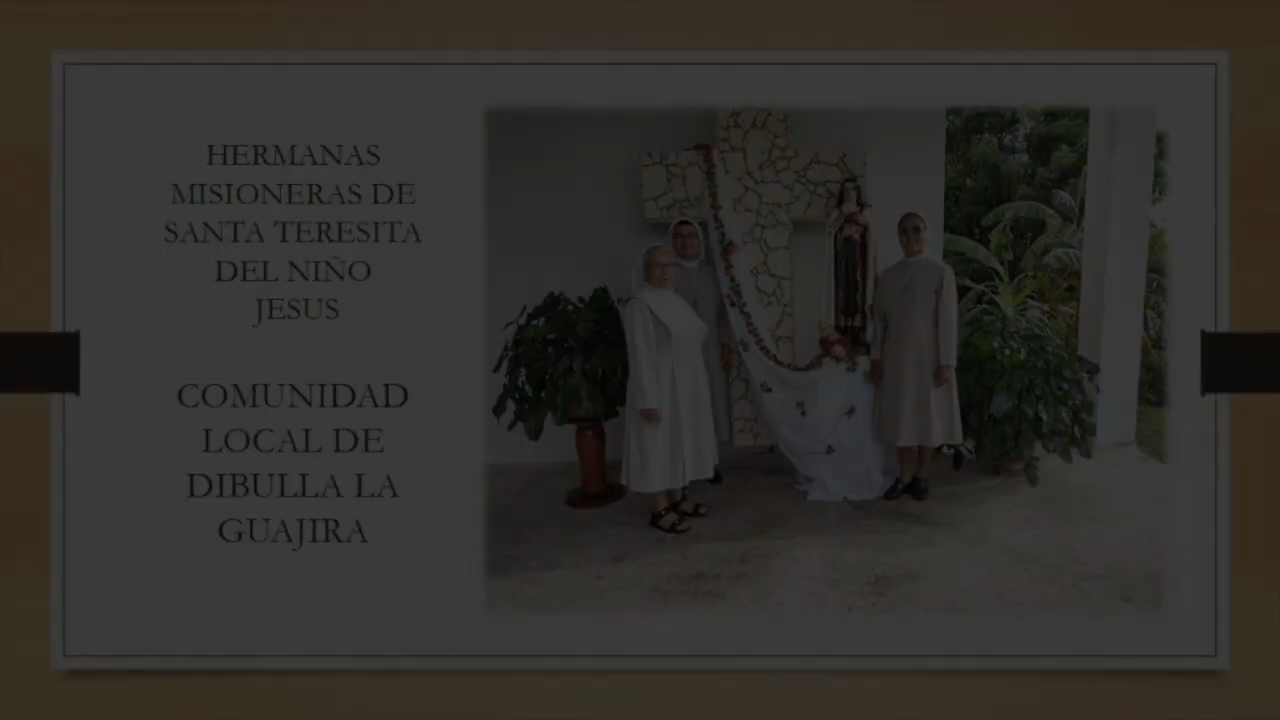 HERMANAS
MISIONERAS DE
SANTA TERESITA
DEL NIÑO
JESUS
COMUNIDAD
LOCAL DE
DIBULLA LA
GUAJIRA